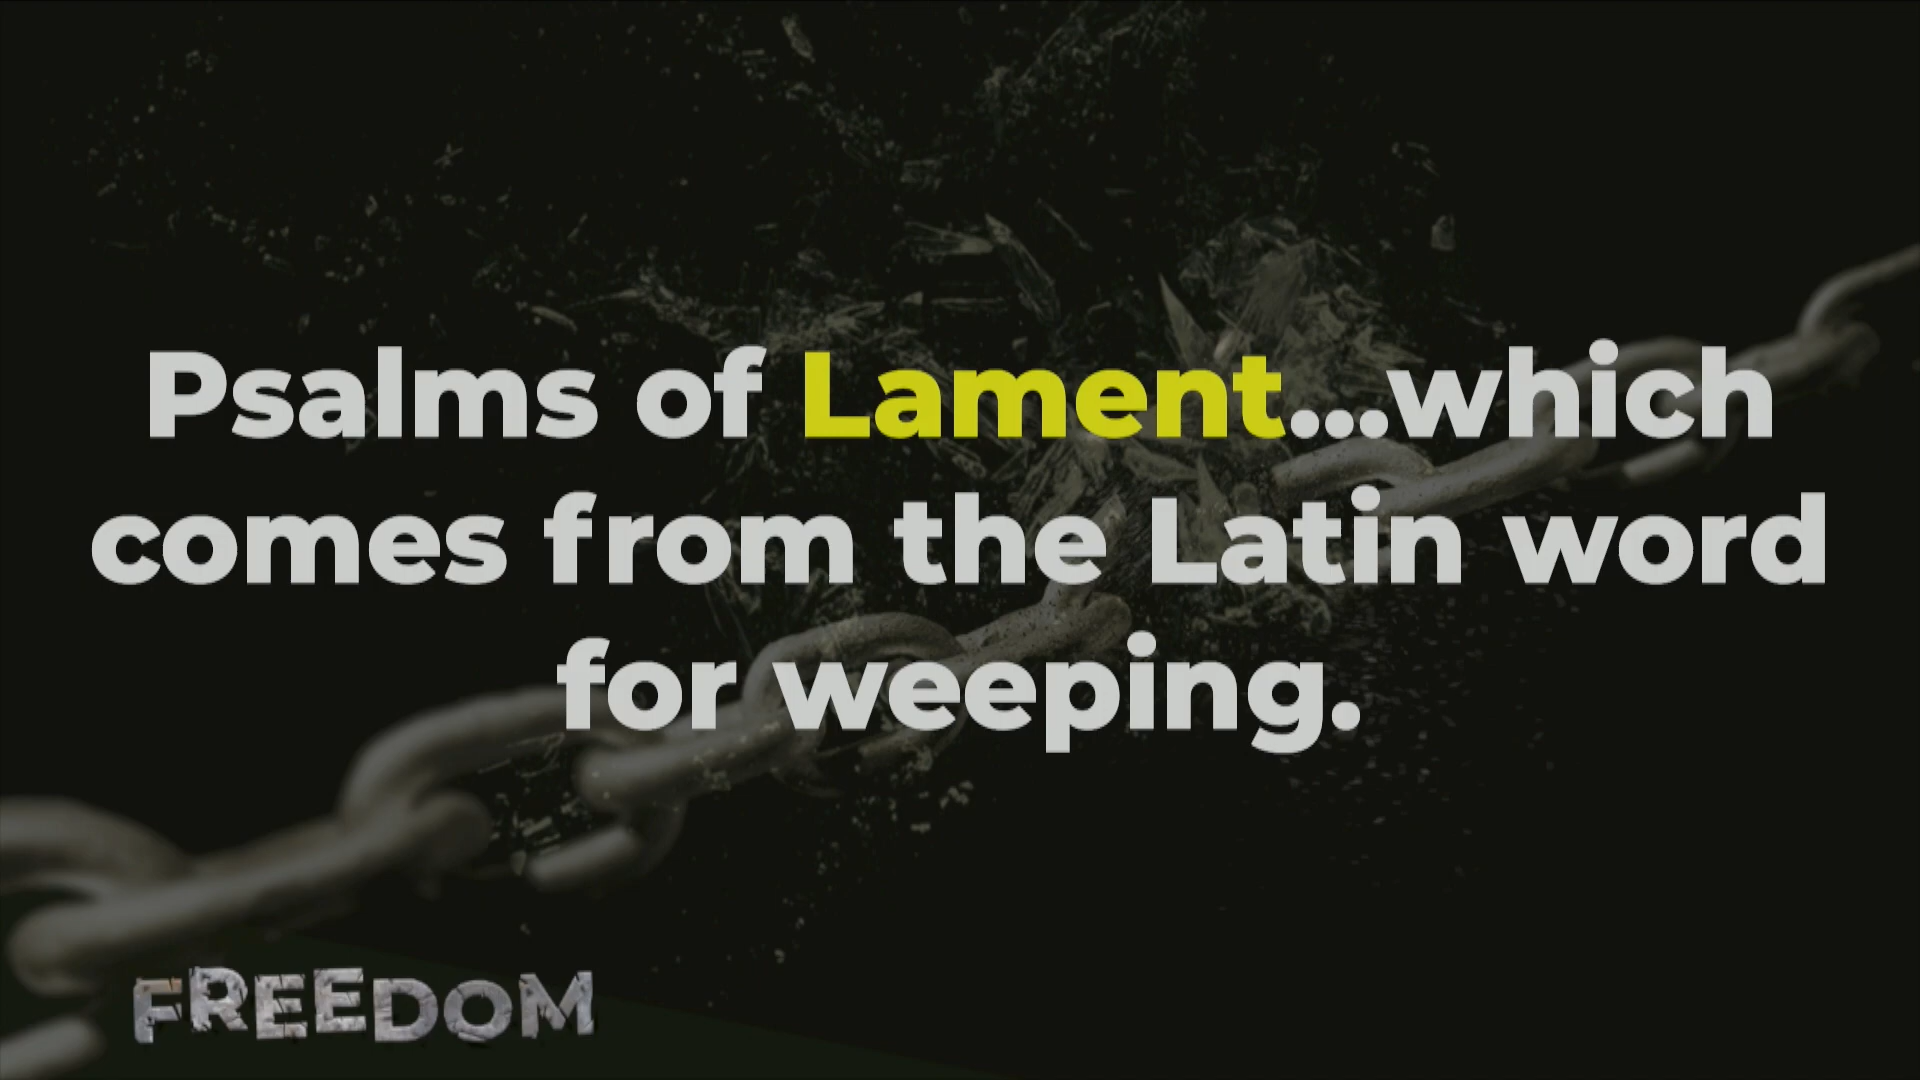 Psalms of Lament...which
comes from the Latin word
for weeping.
FREEDOM